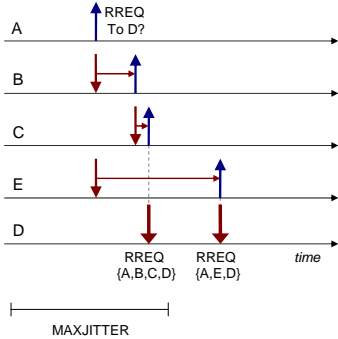 RREQ
To D?
A
B
C
E
D
RREQ
{A,B,C,D}
RREQ
{A,E,D}
time
MAXJITTER